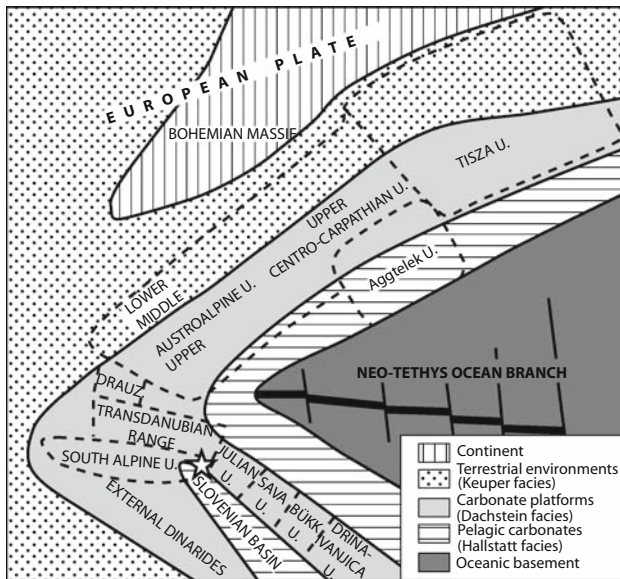 EUROPEAN PLATE
BOHEMIAN MASSIF
TISZA U.
UPPER
CENTRO-CARPATHIAN U.
Aggtelek U.
LOWER
MIDDLE
AUSTROALPINE U.
UPPER
NEO-TETHYS OCEAN BRANCH
DRAUZ
TRANSDANUBIAN
RANGE
SOUTH ALPINE U.
JULIAN
U.
SAVA
U.
BÜKK
U.
DRINA-
IVANJICA
U.
SLOVENIAN BASIN
EXTERNAL DINARIDES
Continent
Terrestrial environments
(Keuper facies)
Carbonate platforms
(Dachstein facies)
Pelagic carbonates
(Hallstatt facies)
Oceanic basement